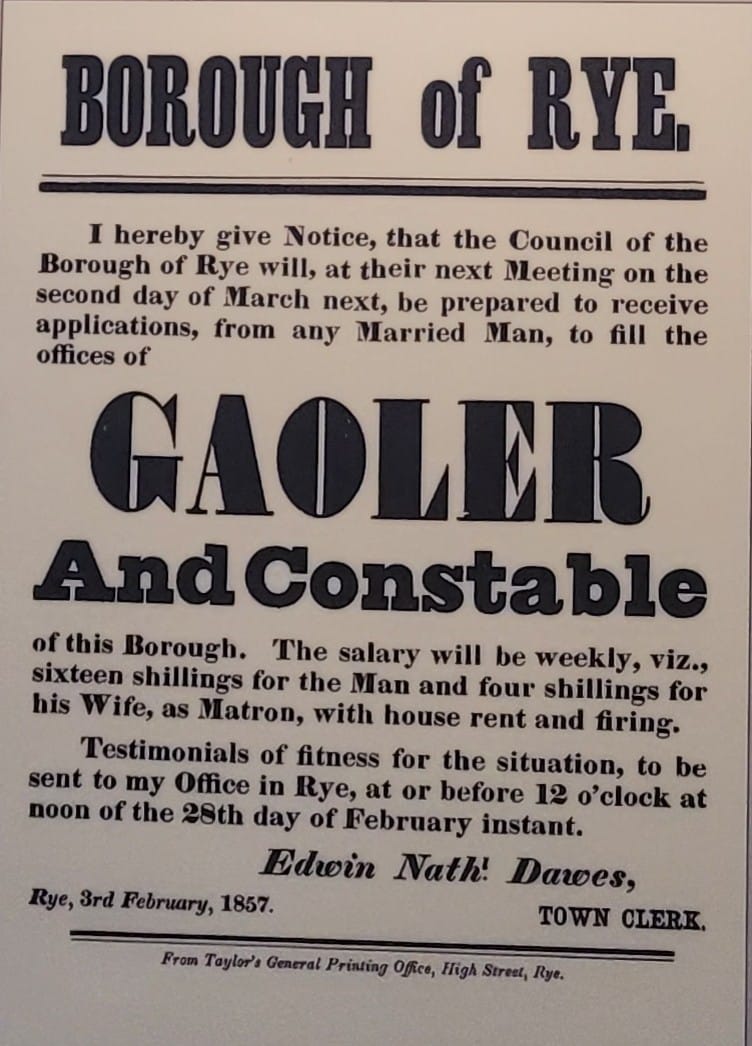 BOROUGH of RYE.
I hereby give Notice, that the Council of the
Borough of Rye will, at their next Meeting on the
second day of March next, be prepared to receive
applications, from any Married Man, to fill the
offices of
GAOLER
And Constable
of this Borough. The salary will be weekly, viz.,
sixteen shillings for the Man and four shillings for
his Wife, as Matron, with house rent and firing.
Testimonials of fitness for the situation, to be
sent to my Office in Rye, at or before 12 o'clock at
noon of the 28th day of February instant.
Edwin Nath! Dawes,
Rye, 3rd February, 1857.
TOWN CLERK.
From Taylor's General Printing Office, High Street, Rye.